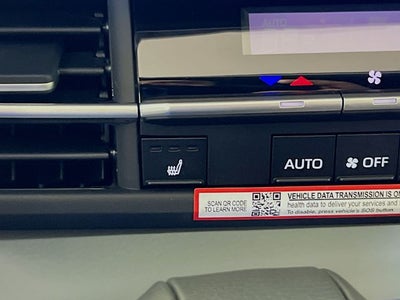 AUTO
OFF
SCAN QR CODE
TO LEARN MORE
VEHICLE DATA TRANSMISSION IS
health data to deliver your services and
To disable, press vehicle's SOS button